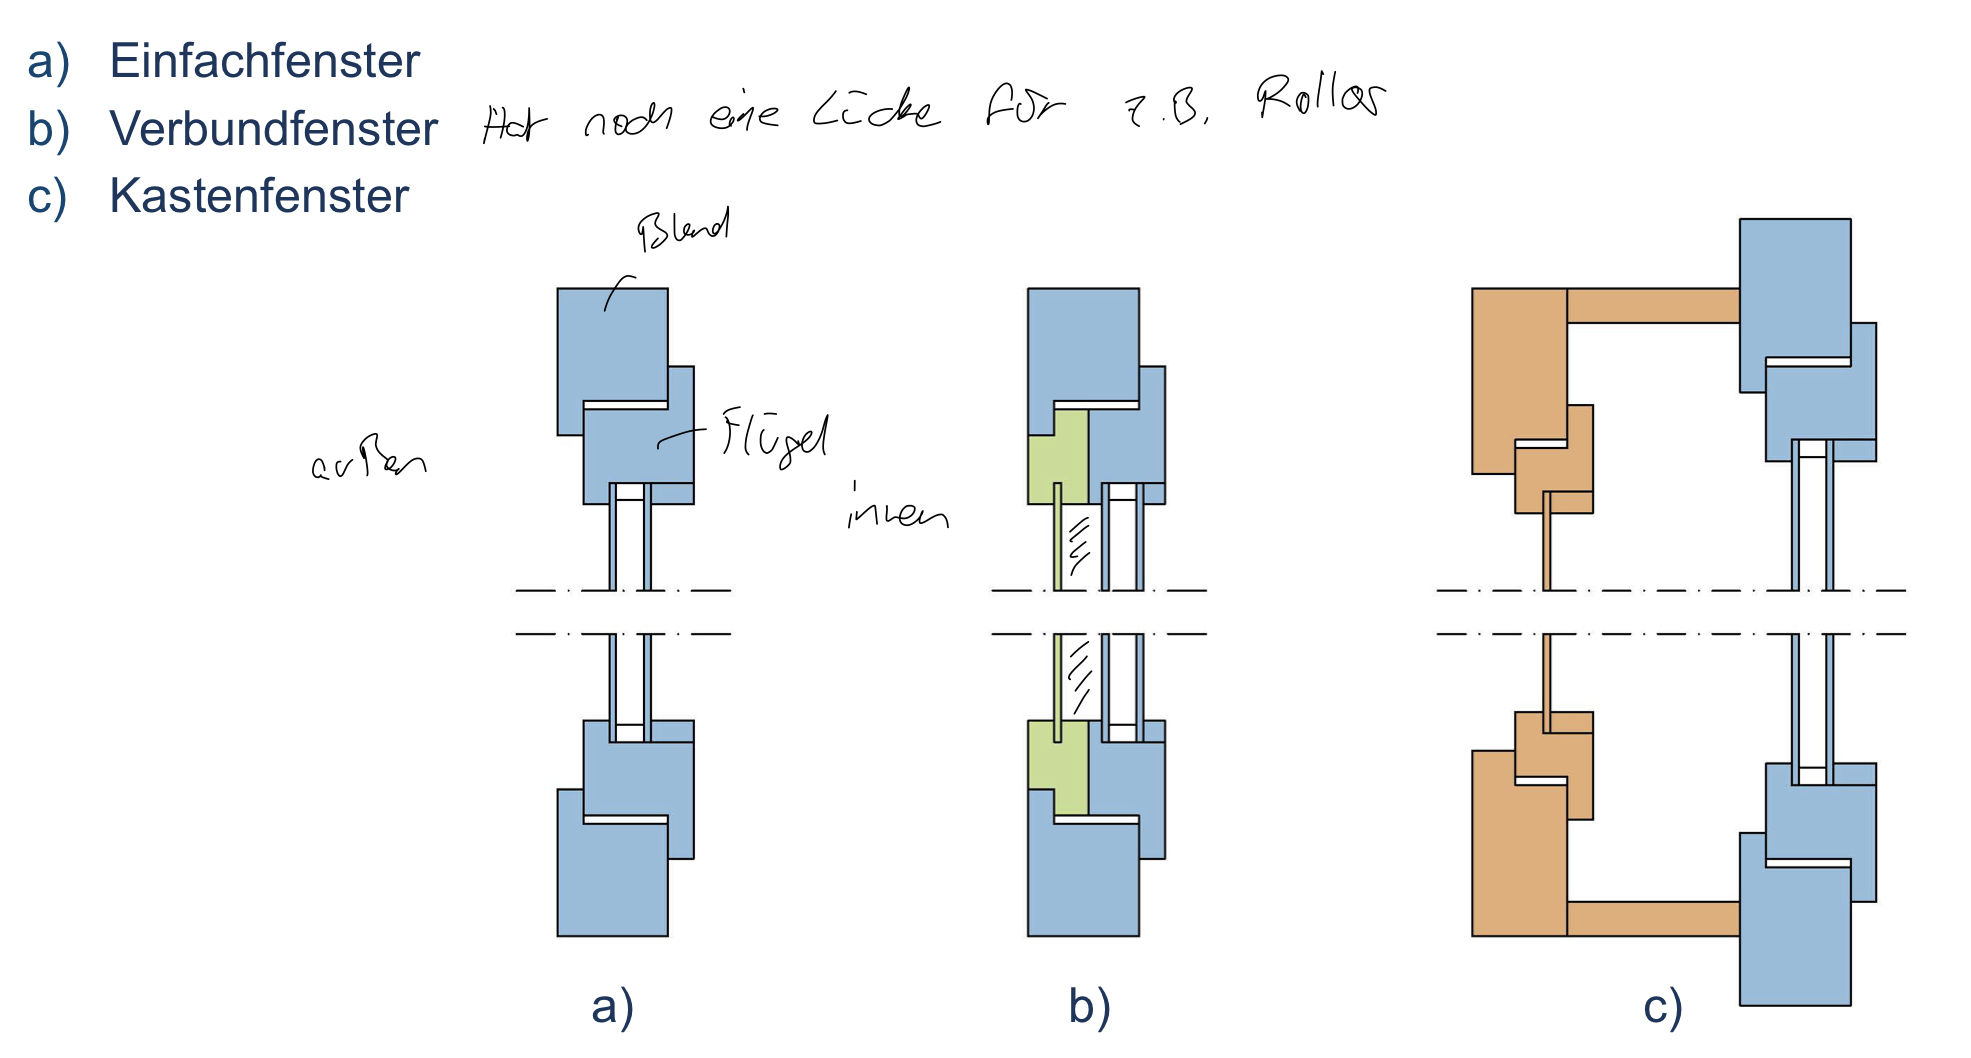 a) Einfachfenster
b) Verbundfenster Hat noch eine Lücke für z.B. Rollos
c) Kastenfenster
Blend
Flügel
außen
innen
a)
b)
c)